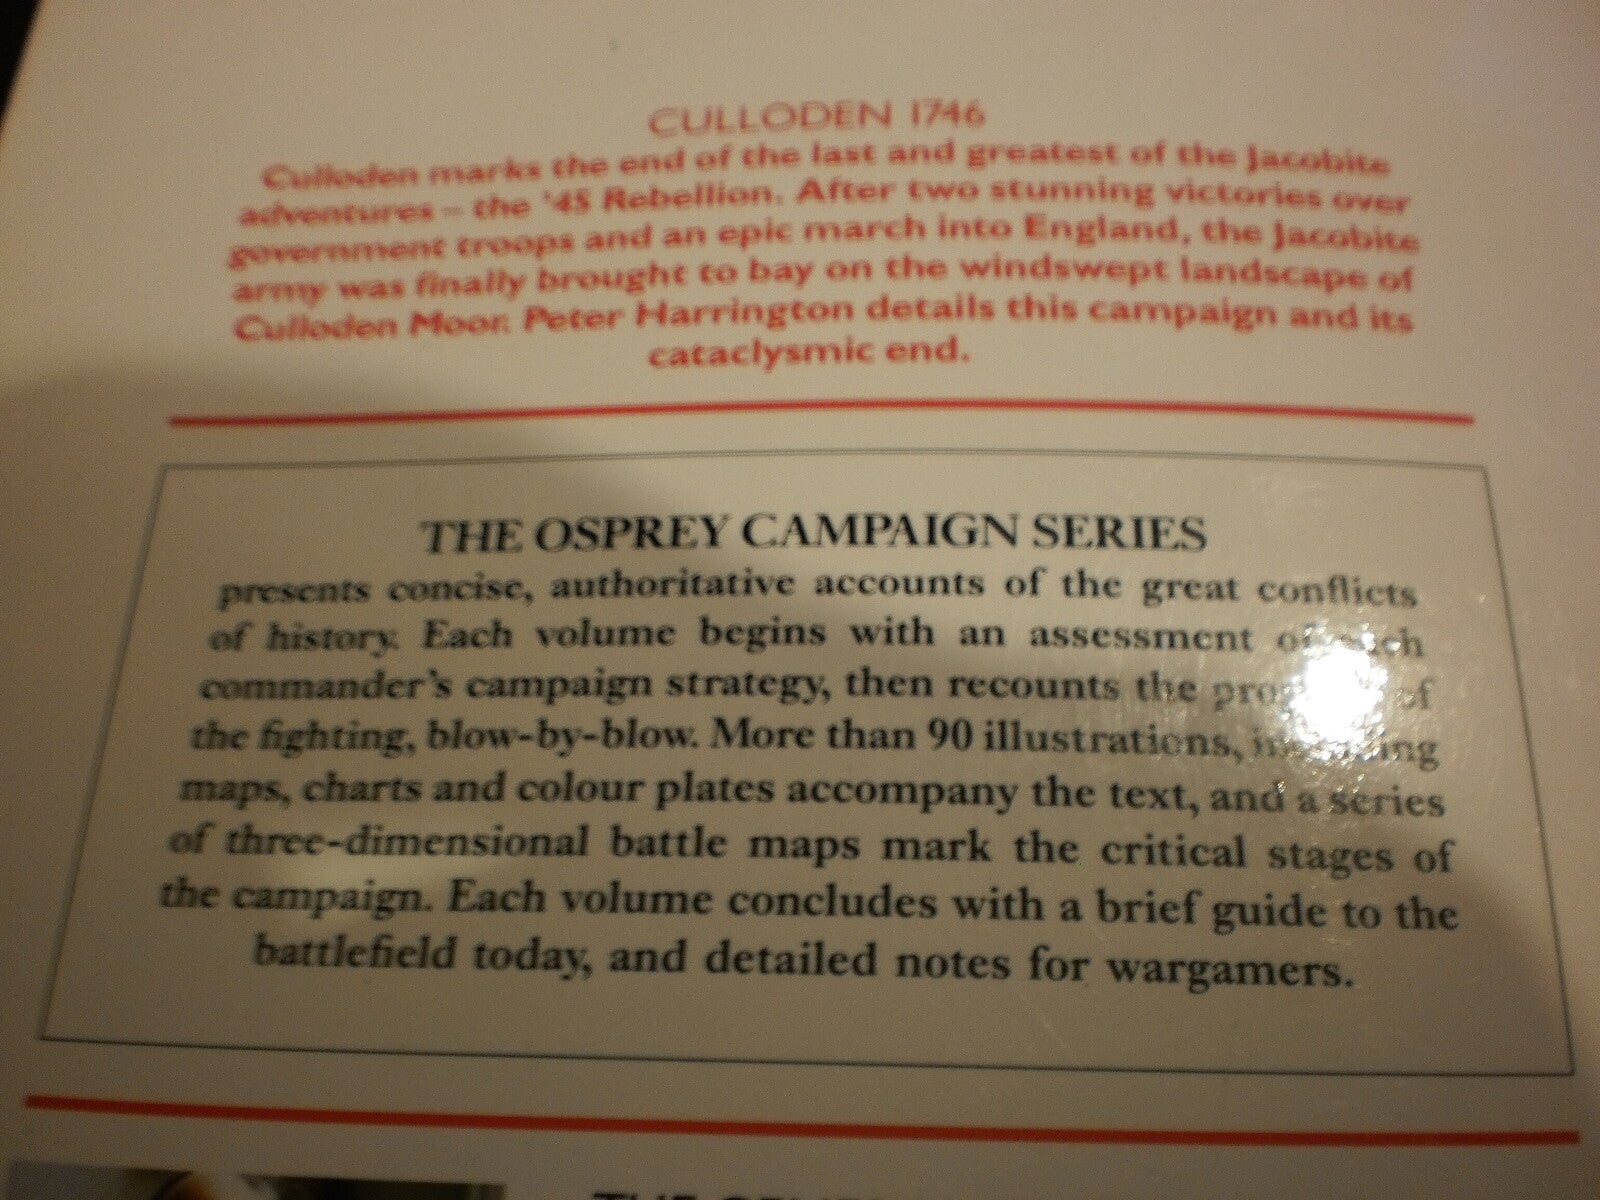 CULLODEN 1746
Culloden marks the end of the last and greatest of the Jacobite
adventures – the '45 Rebellion. After two stunning victories over
government troops and an epic march into England, the Jacobite
army was finally brought to bay on the windswept landscape of
Culloden Moor. Peter Harrington details this campaign and its
cataclysmic end.
THE OSPREY CAMPAIGN SERIES
presents concise, authoritative accounts of the great conflicts
of history. Each volume begins with an assessment of each
commander's campaign strategy, then recounts the of
the fighting, blow-by-blow. More than 90 illustrations, including
maps, charts and colour plates accompany the text, and a series
of three-dimensional battle maps mark the critical stages of
the campaign. Each volume concludes with a brief guide to the
battlefield today, and detailed notes for wargamers.